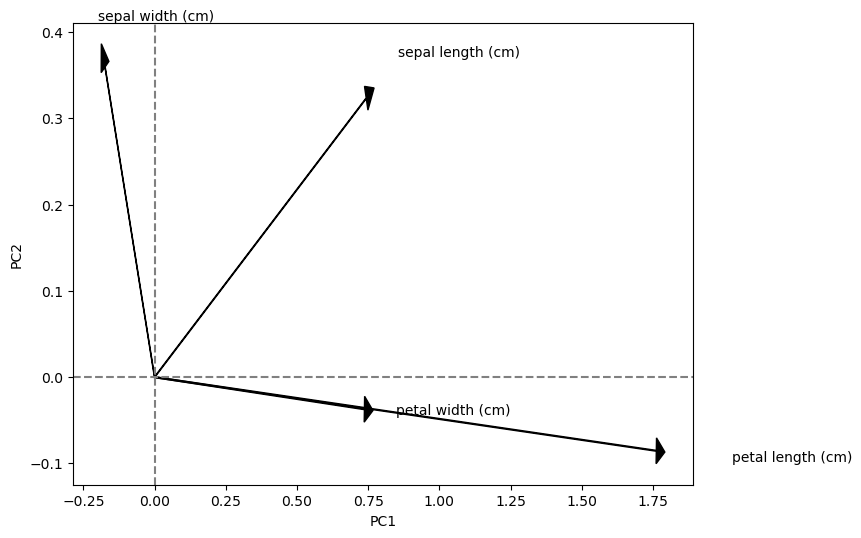 sepal width (cm)
0.4
sepal length (cm)
0.3
0.2
PC2
0.1
0.0
petal width (cm)
petal length (cm)
−0.1
−0.25
0.00
0.25
0.50
0.75
1.00
1.25
1.50
1.75
PC1